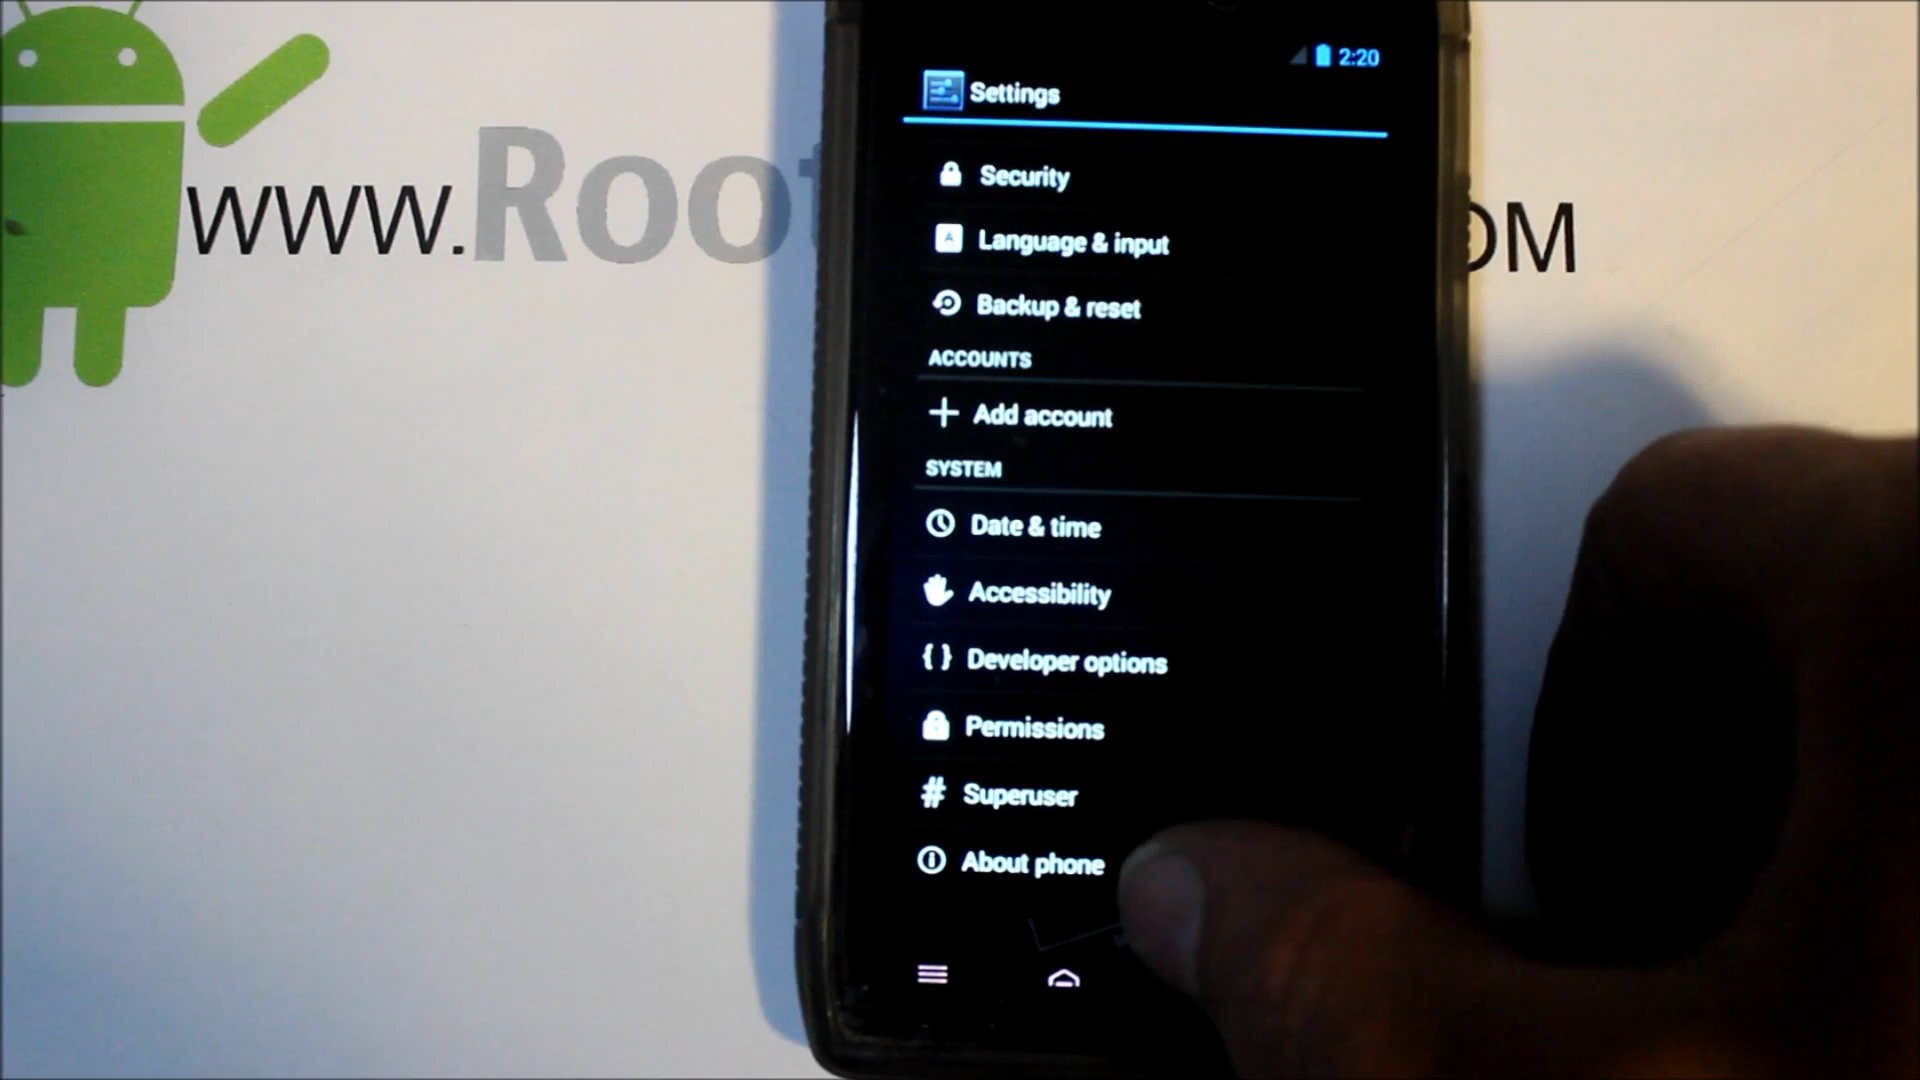 2:20
Settings
www.Roo
OM
Security
Language & input
Backup & reset
ACCOUNTS
Add account
SYSTEM
Date & time
Accessibility
{ } Developer options
Permissions
# Superuser
About phone